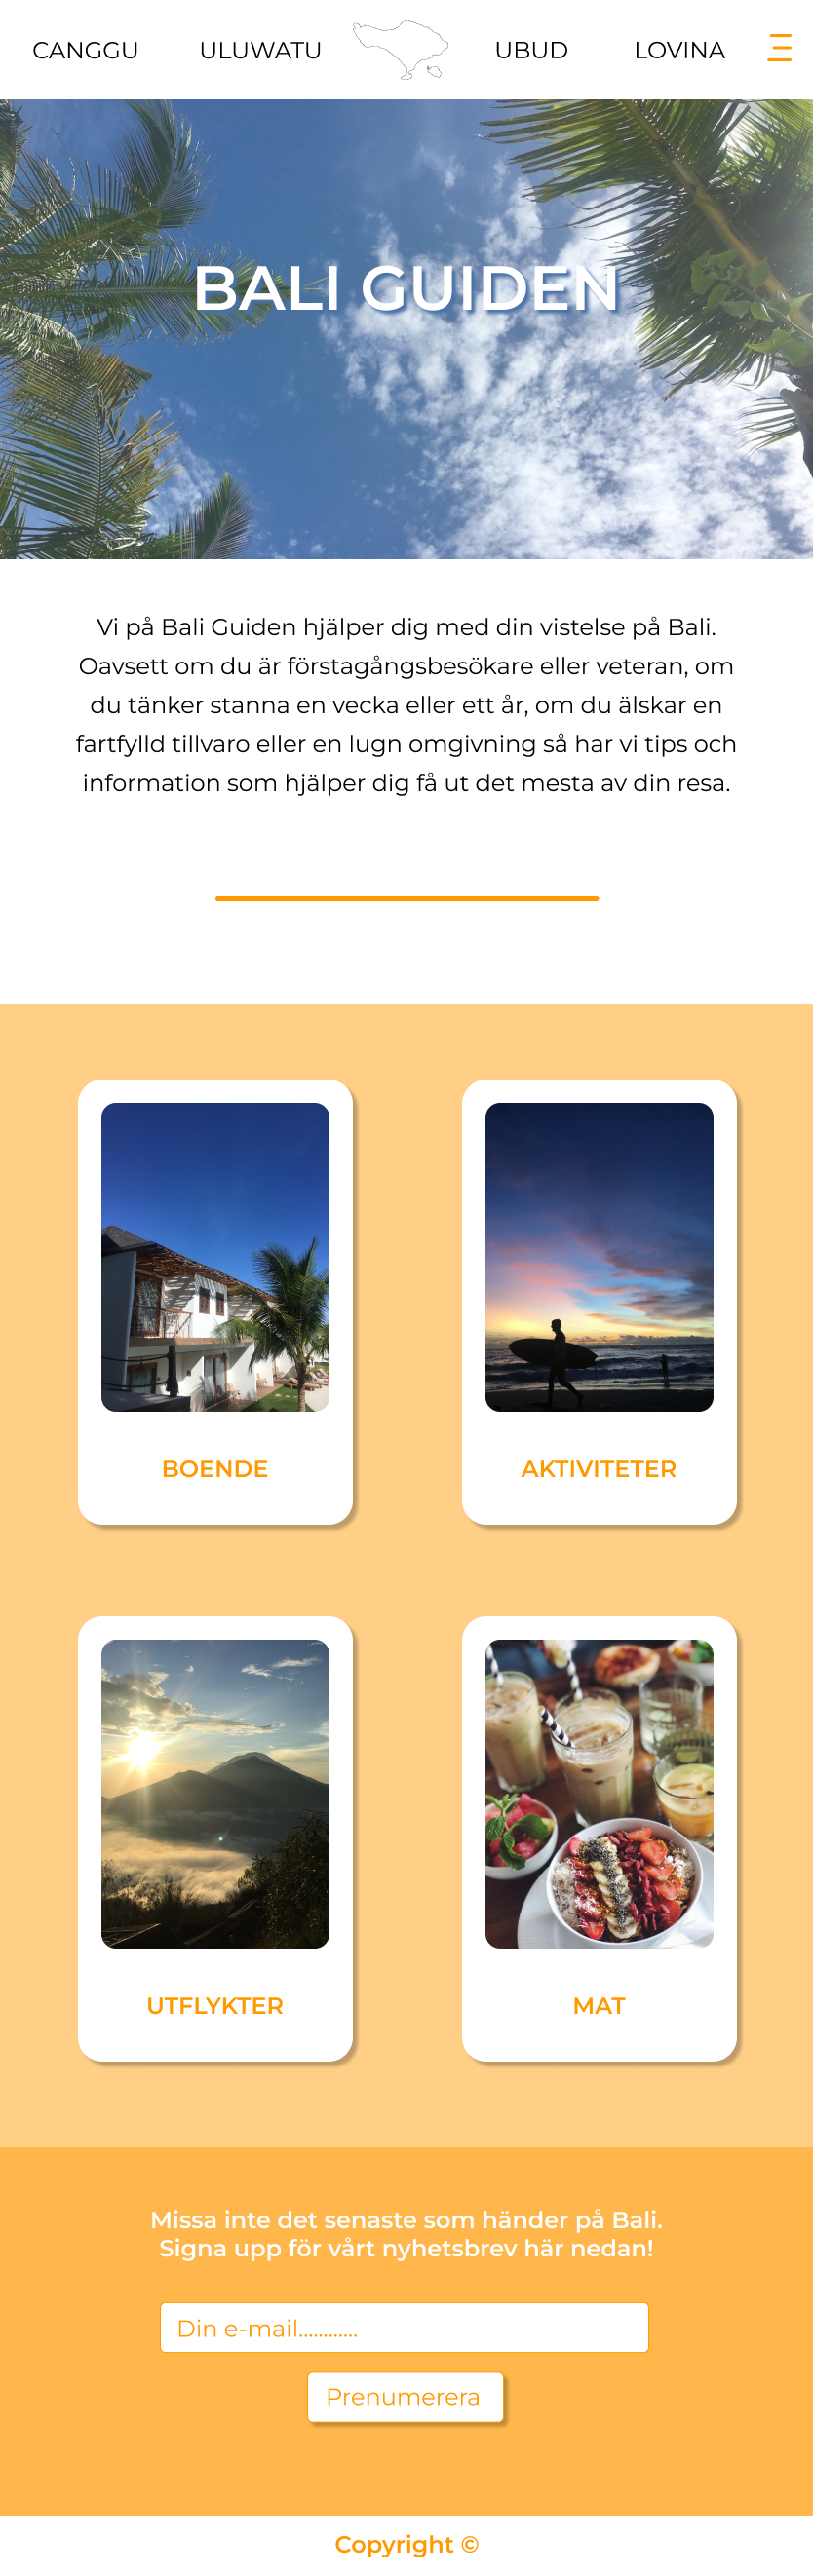 CANGGU ULUWATU UBUD LOVINA
BALI GUIDEN
Vi på Bali Guiden hjälper dig med din vistelse på Bali.
Oavsett om du är förstagångsbesökare eller veteran, om
du tänker stanna en vecka eller ett år, om du älskar en
fartfylld tillvaro eller en lugn omgivning så har vi tips och
information som hjälper dig få ut det mesta av din resa.
BOENDE
AKTIVITETER
UTFLYKTER
MAT
Missa inte det senaste som händer på Bali.
Signa upp för vårt nyhetsbrev här nedan!
Din e-mail............
Prenumerera
Copyright ©